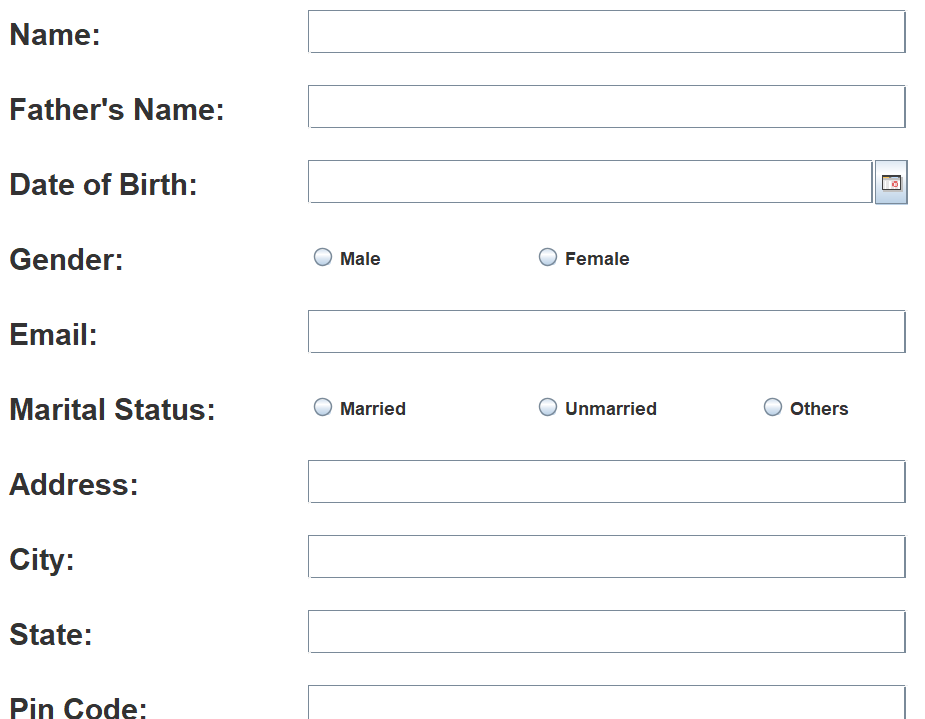 Name:
Father's Name:
Date of Birth:
Gender: Male Female
Email:
Marital Status: Married Unmarried Others
Address:
City:
State:
Pin Code: